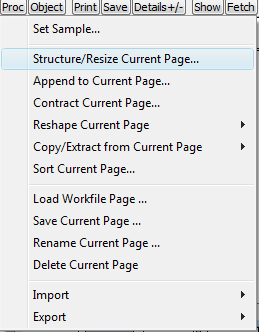 Proc Object Print Save Details+/- Show Fetch
Set Sample...
Structure/Resize Current Page...
Append to Current Page...
Contract Current Page...
Reshape Current Page
Copy/Extract from Current Page
Sort Current Page...
Load Workfile Page ...
Save Current Page ...
Rename Current Page ...
Delete Current Page
Import
Export